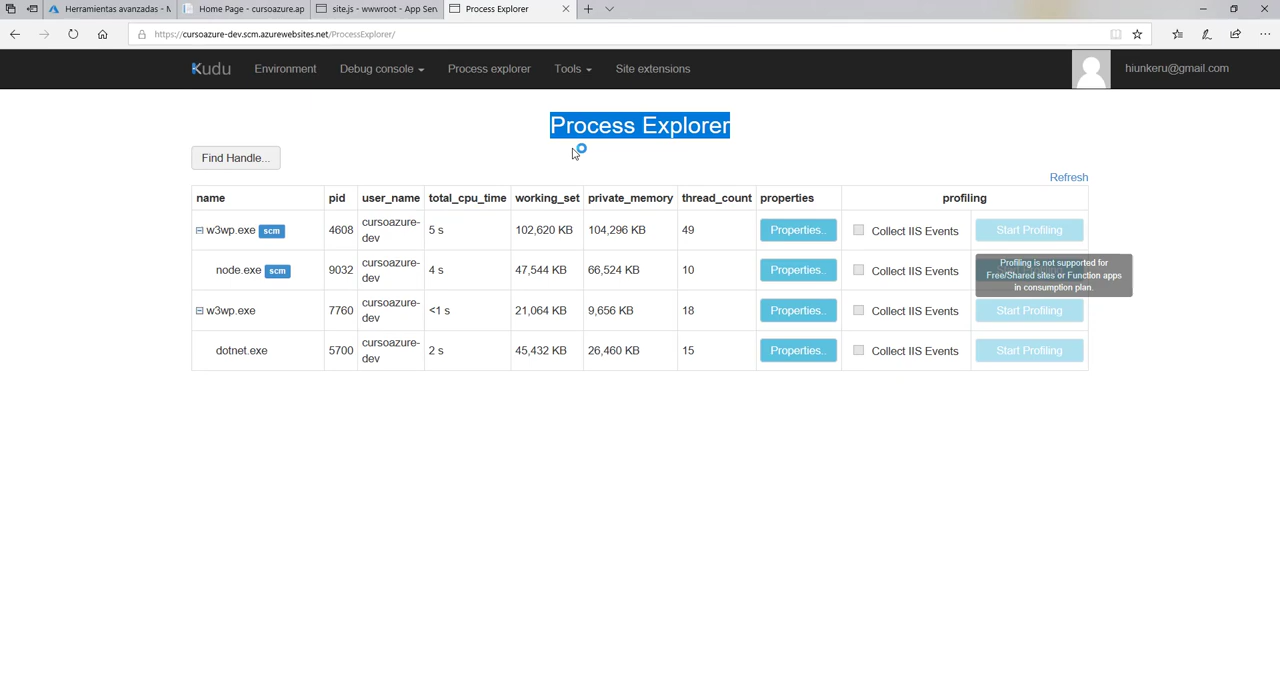 Herramientas avanzadas - M
Home Page - cursoazure.ap
site.js - wwwroot - App Serv
Process Explorer
https://cursoazure-dev.scm.azurewebsites.net/ProcessExplorer/
Kudu Environment Debug console Process explorer Tools Site extensions hiunkeru@gmail.com
Process Explorer
Find Handle...
Refresh
name pid user_name total_cpu_time working_set private_memory thread_count properties profiling
w3wp.exe scm 4608 cursoazure-dev 5 s 102,620 KB 104,296 KB 49 Properties.. Collect IIS Events Start Profiling
node.exe scm 9032 cursoazure-dev 4 s 47,544 KB 66,524 KB 10 Properties.. Collect IIS Events
Profiling is not supported for
Free/Shared sites or Function apps
in consumption plan.
w3wp.exe 7760 cursoazure-dev <1 s 21,064 KB 9,656 KB 18 Properties.. Collect IIS Events Start Profiling
dotnet.exe 5700 cursoazure-dev 2 s 45,432 KB 26,460 KB 15 Properties.. Collect IIS Events Start Profiling